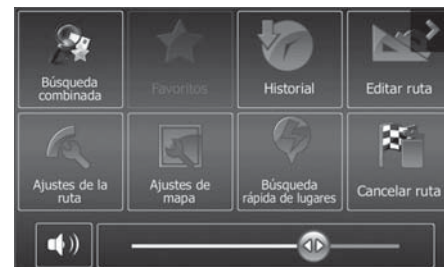 Búsqueda
combinada
Favoritos
Historial
Editar ruta
Ajustes de la
ruta
Ajustes de
mapa
Búsqueda
rápida de lugares
Cancelar ruta